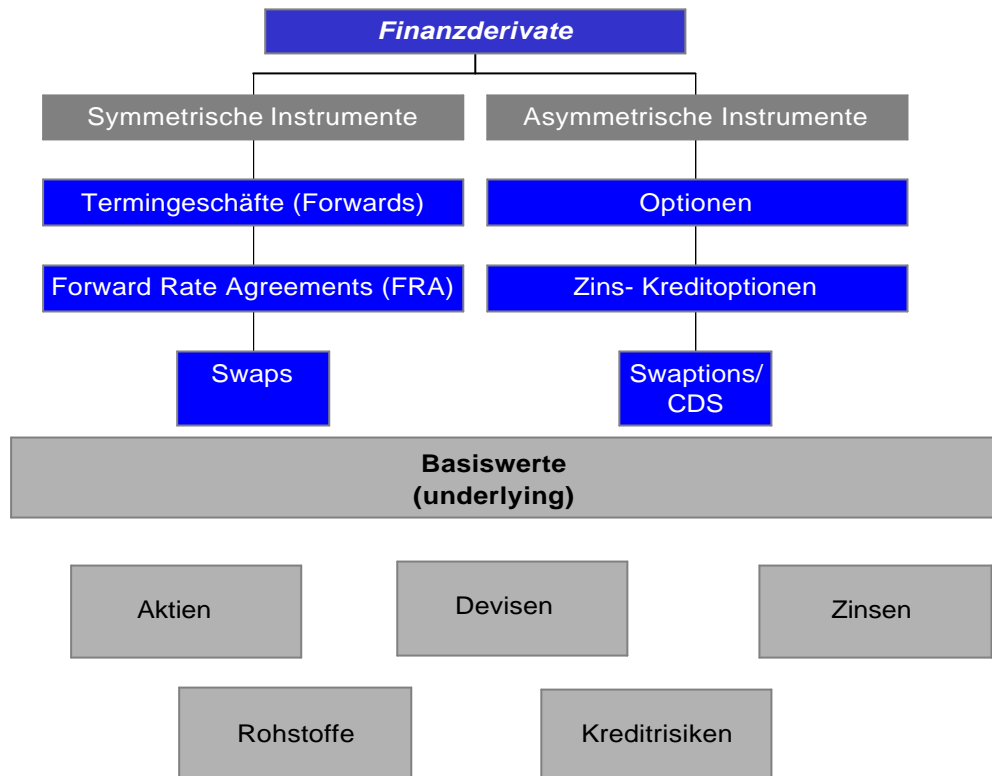 Finanzderivate
Symmetrische Instrumente
Asymmetrische Instrumente
Termingeschäfte (Forwards)
Optionen
Forward Rate Agreements (FRA)
Zins- Kreditoptionen
Swaps
Swaptions/
CDS
Basiswerte
(underlying)
Aktien
Devisen
Zinsen
Rohstoffe
Kreditrisiken